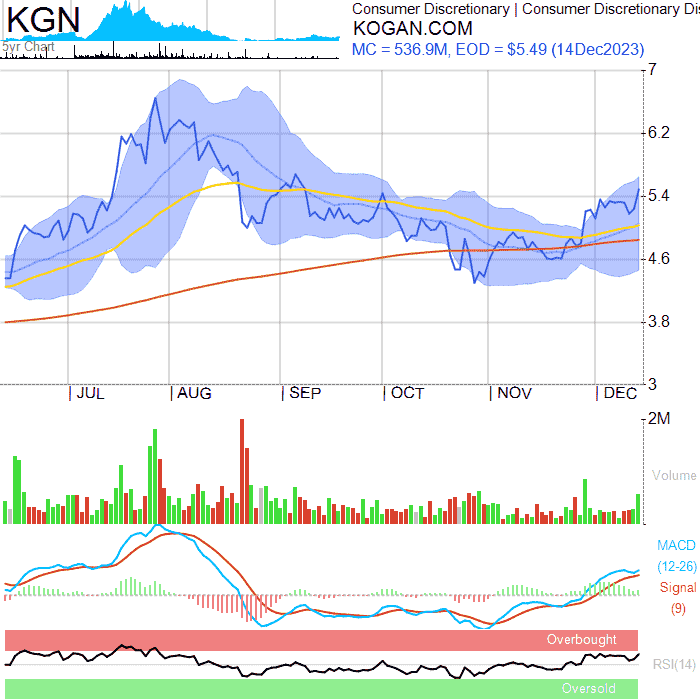 KGN
5yr Chart
Consumer Discretionary | Consumer Discretionary Dis
KOGAN.COM
MC = 536.9M, EOD = $5.49 (14Dec2023)
7
6.2
5.4
4.6
3.8
3
|JUL |AUG |SEP |OCT |NOV |DEC
2M
Volume
MACD
(12-26)
Signal
(9)
Overbought
RSI(14)
Oversold